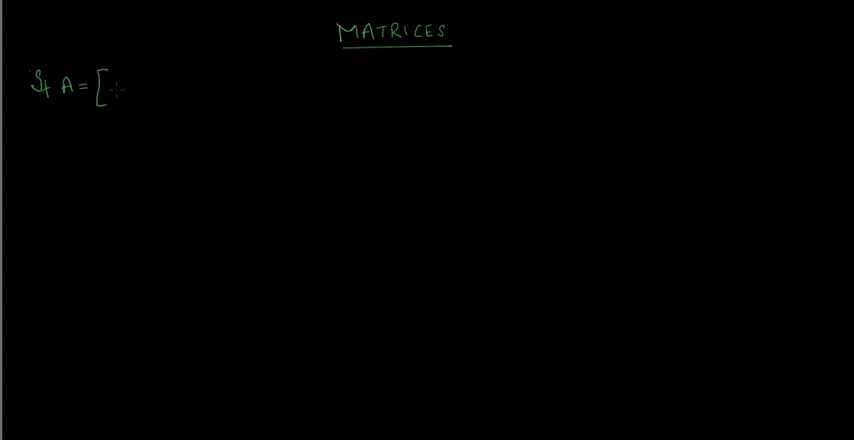 MATRICES
If A = [